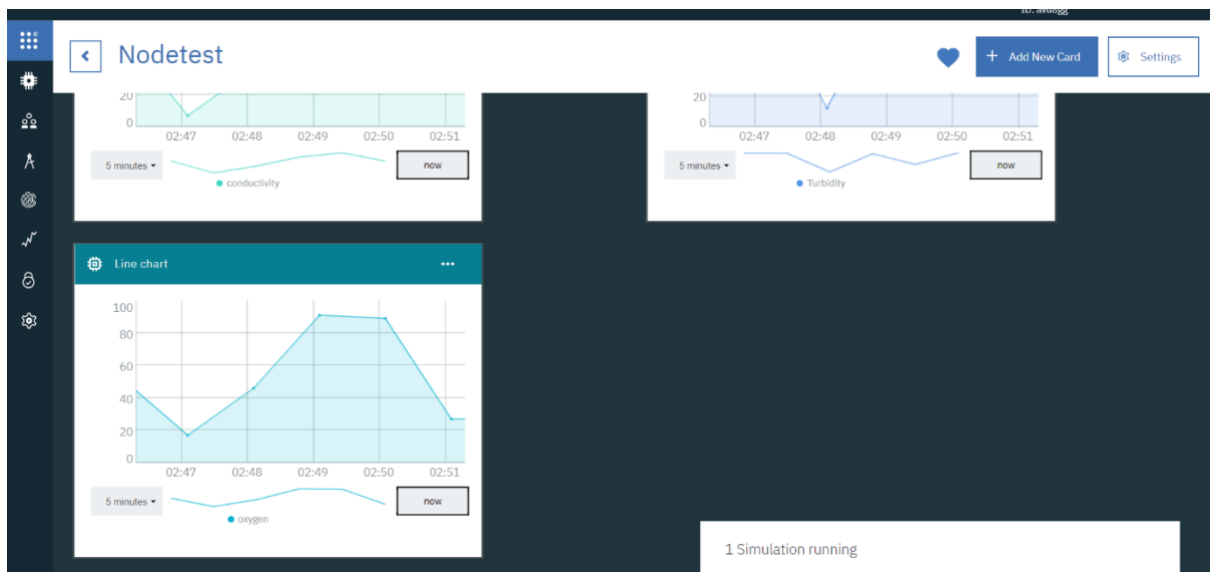 Nodetest
+ Add New Card
Settings
20
0
02:47 02:48 02:49 02:50 02:51
5 minutes
now
conductivity
20
0
02:47 02:48 02:49 02:50 02:51
5 minutes
now
Turbidity
Line chart
100
80
60
40
20
0
02:47 02:48 02:49 02:50 02:51
5 minutes
now
oxygen
1 Simulation running